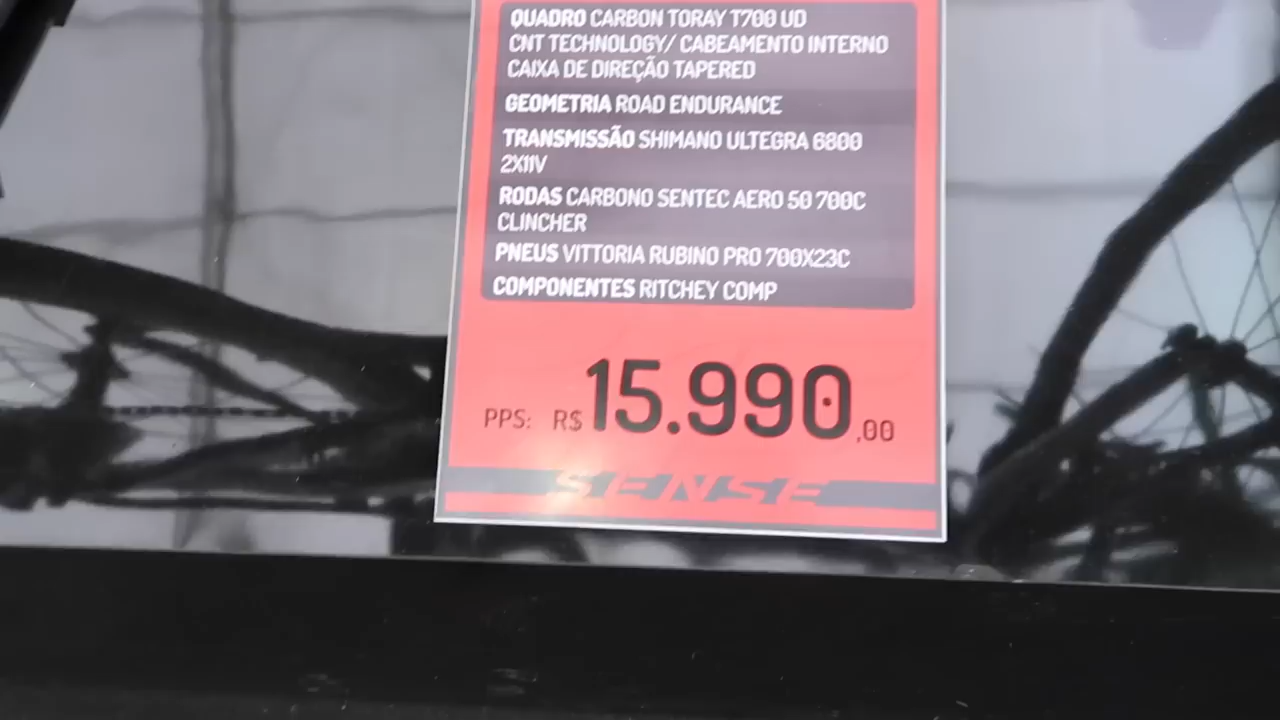 QUADRO CARBON TORAY T700 UD
CNT TECHNOLOGY/ CABEAMENTO INTERNO
CAIXA DE DIREÇÃO TAPERED
GEOMETRIA ROAD ENDURANCE
TRANSMISSÃO SHIMANO ULTEGRA 6800
2X11V
RODAS CARBONO SENTEC AERO 50 700C
CLINCHER
PNEUS VITTORIA RUBINO PRO 700X23C
COMPONENTES RITCHEY COMP
PPS: R$ 15.990,00
SENSE